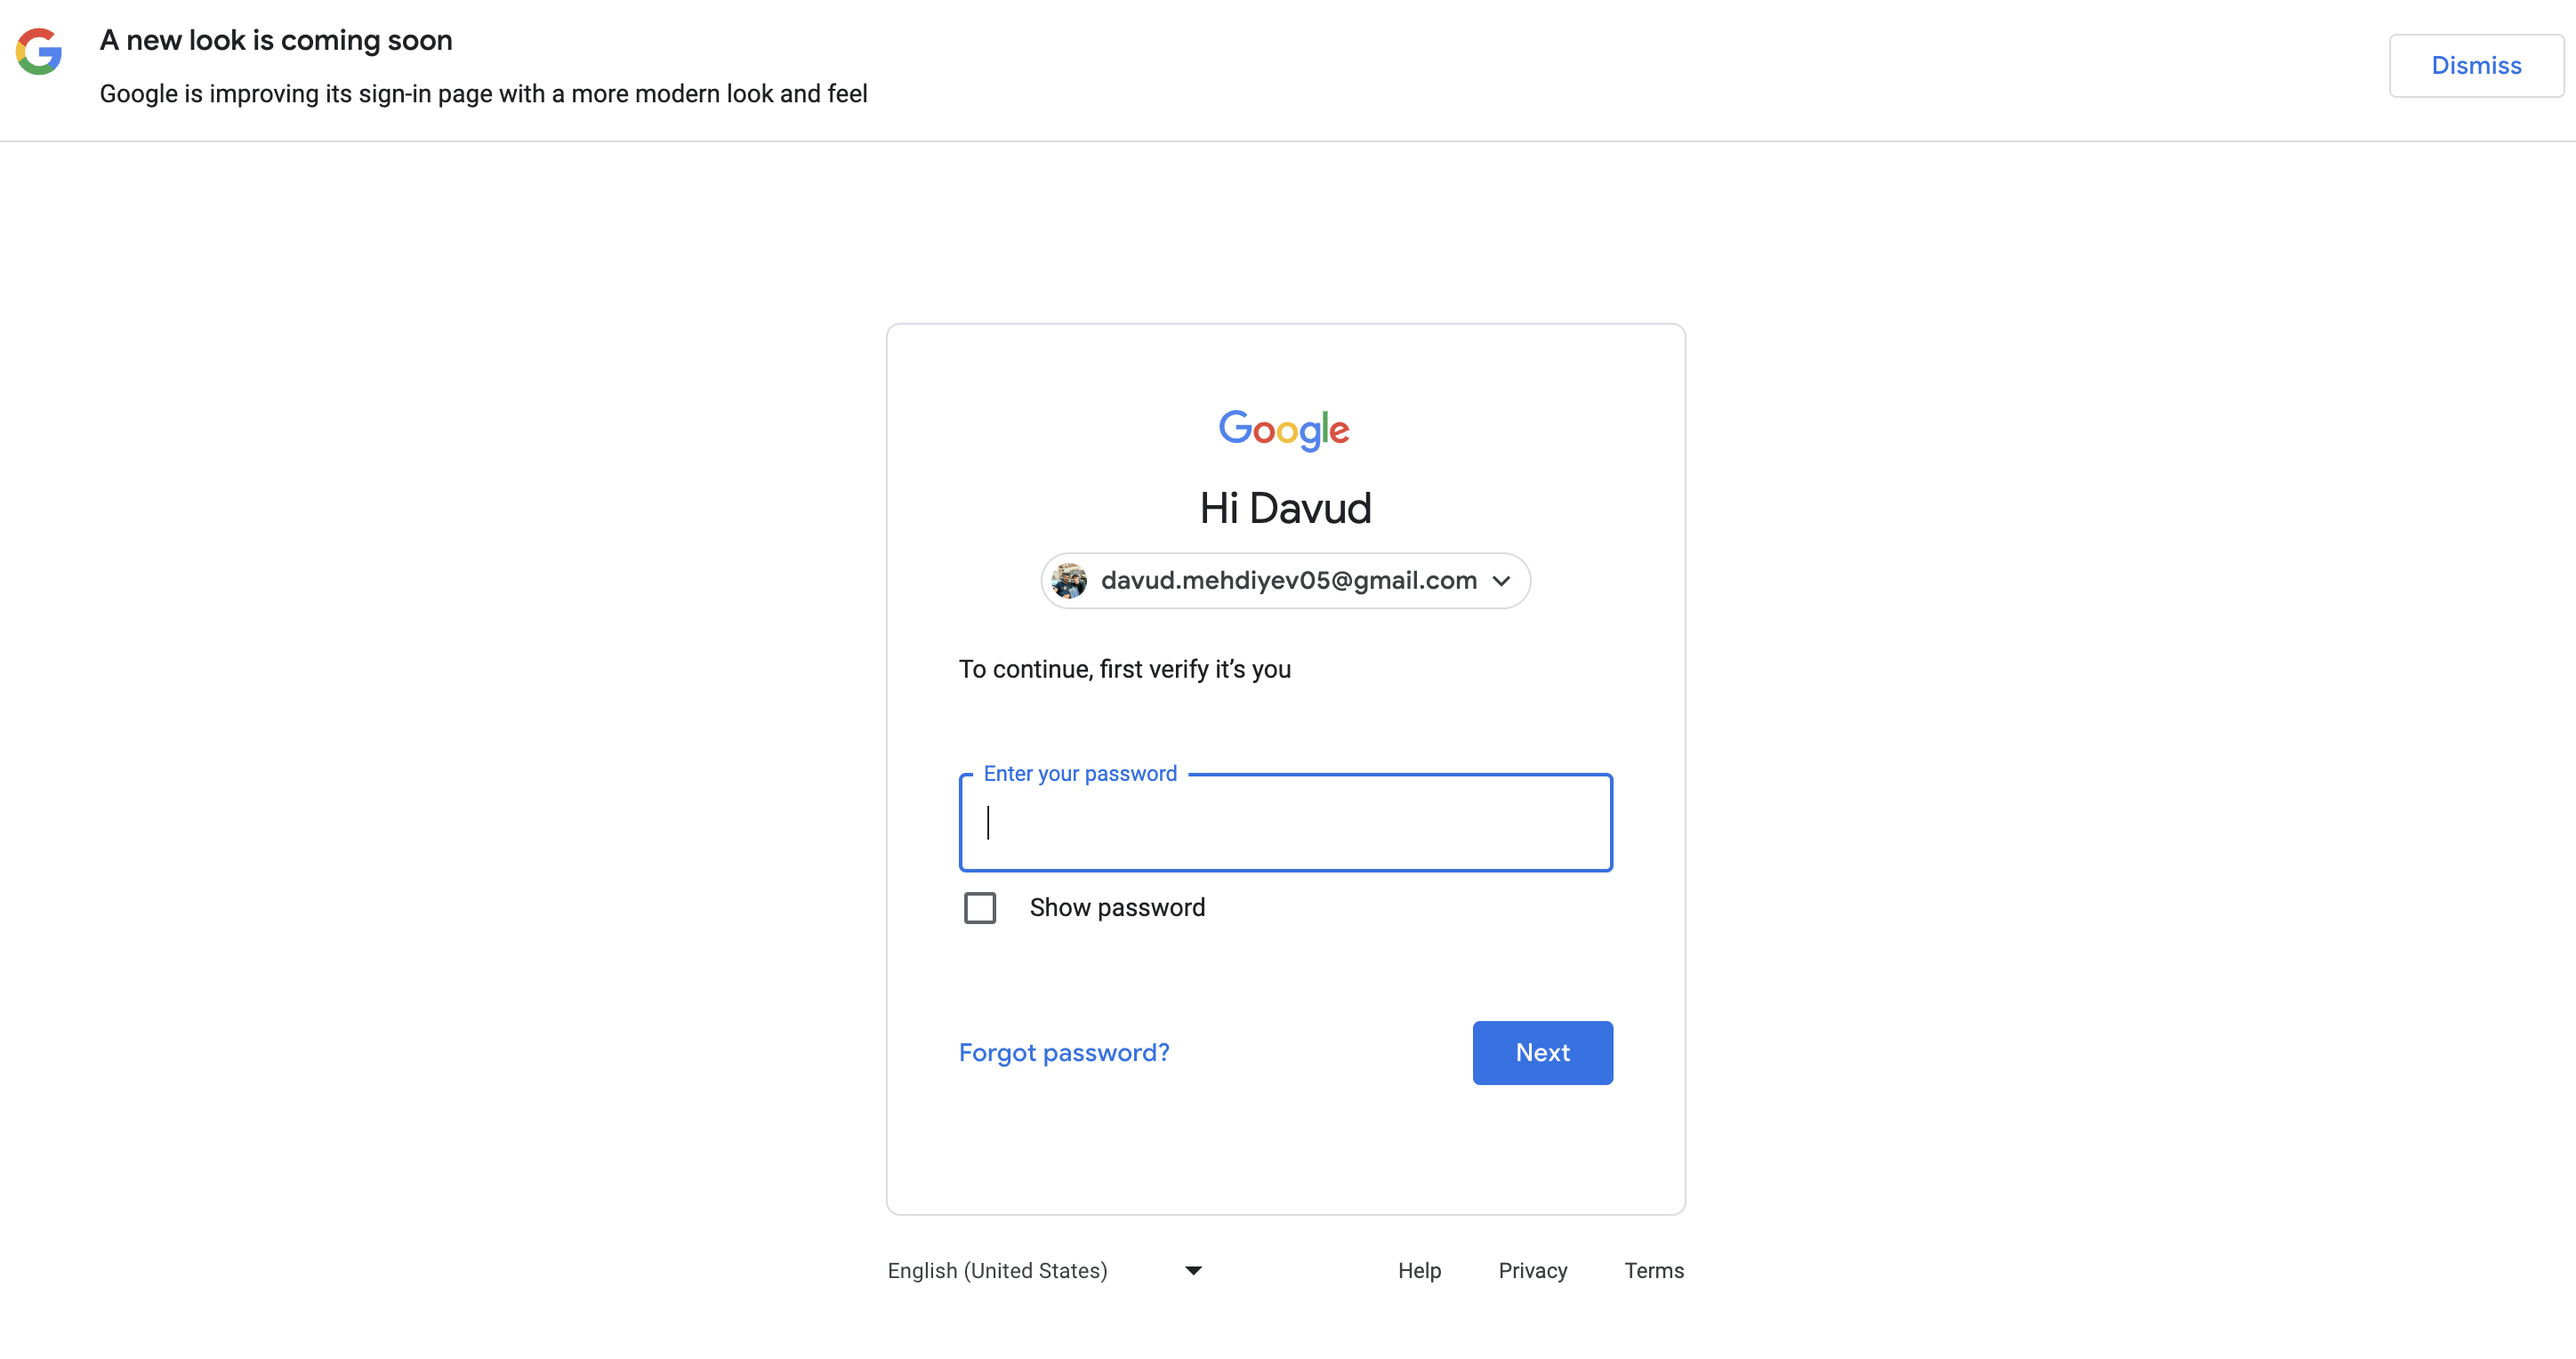 A new look is coming soon
Google is improving its sign-in page with a more modern look and feel
Dismiss
Google
Hi Davud
davud.mehdiyev05@gmail.com
To continue, first verify it’s you
Enter your password
Show password
Forgot password?
Next
English (United States)
Help
Privacy
Terms